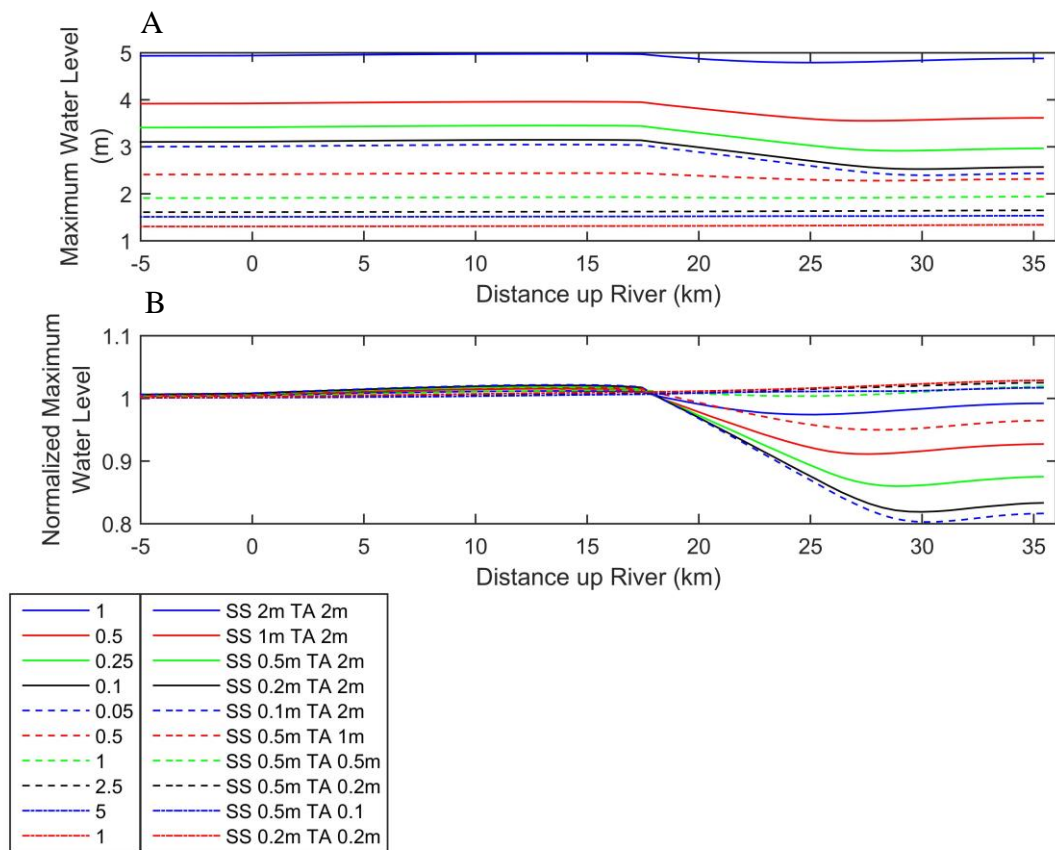 A
Maximum Water Level
(m)
5
4
3
2
1
-5 0 5 10 15 20 25 30 35
Distance up River (km)
B
Normalized Maximum
Water Level
1.1
1
0.9
0.8
-5 0 5 10 15 20 25 30 35
Distance up River (km)
1 SS 2m TA 2m
0.5 SS 1m TA 2m
0.25 SS 0.5m TA 2m
0.1 SS 0.2m TA 2m
0.05 SS 0.1m TA 2m
0.5 SS 0.5m TA 1m
1 SS 0.5m TA 0.5m
2.5 SS 0.5m TA 0.2m
5 SS 0.5m TA 0.1
1 SS 0.2m TA 0.2m